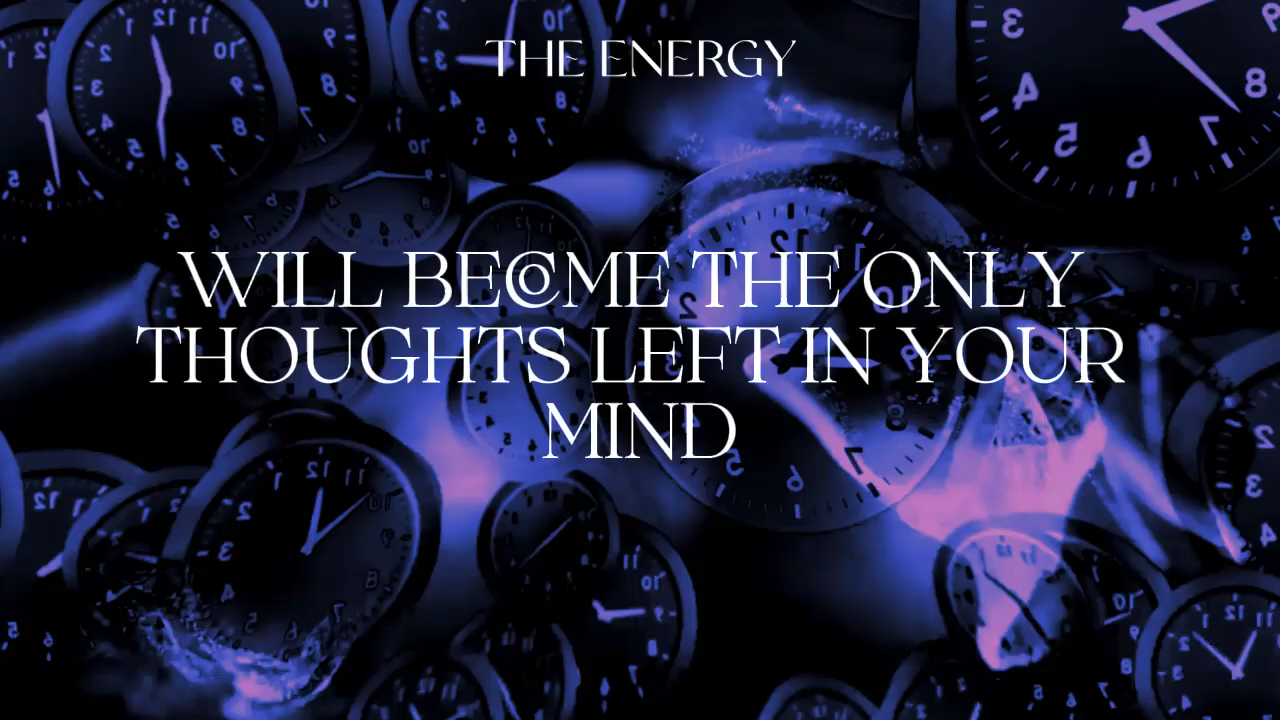 THE ENERGY
WILL BECOME THE ONLY
THOUGHTS LEFT IN YOUR
MIND